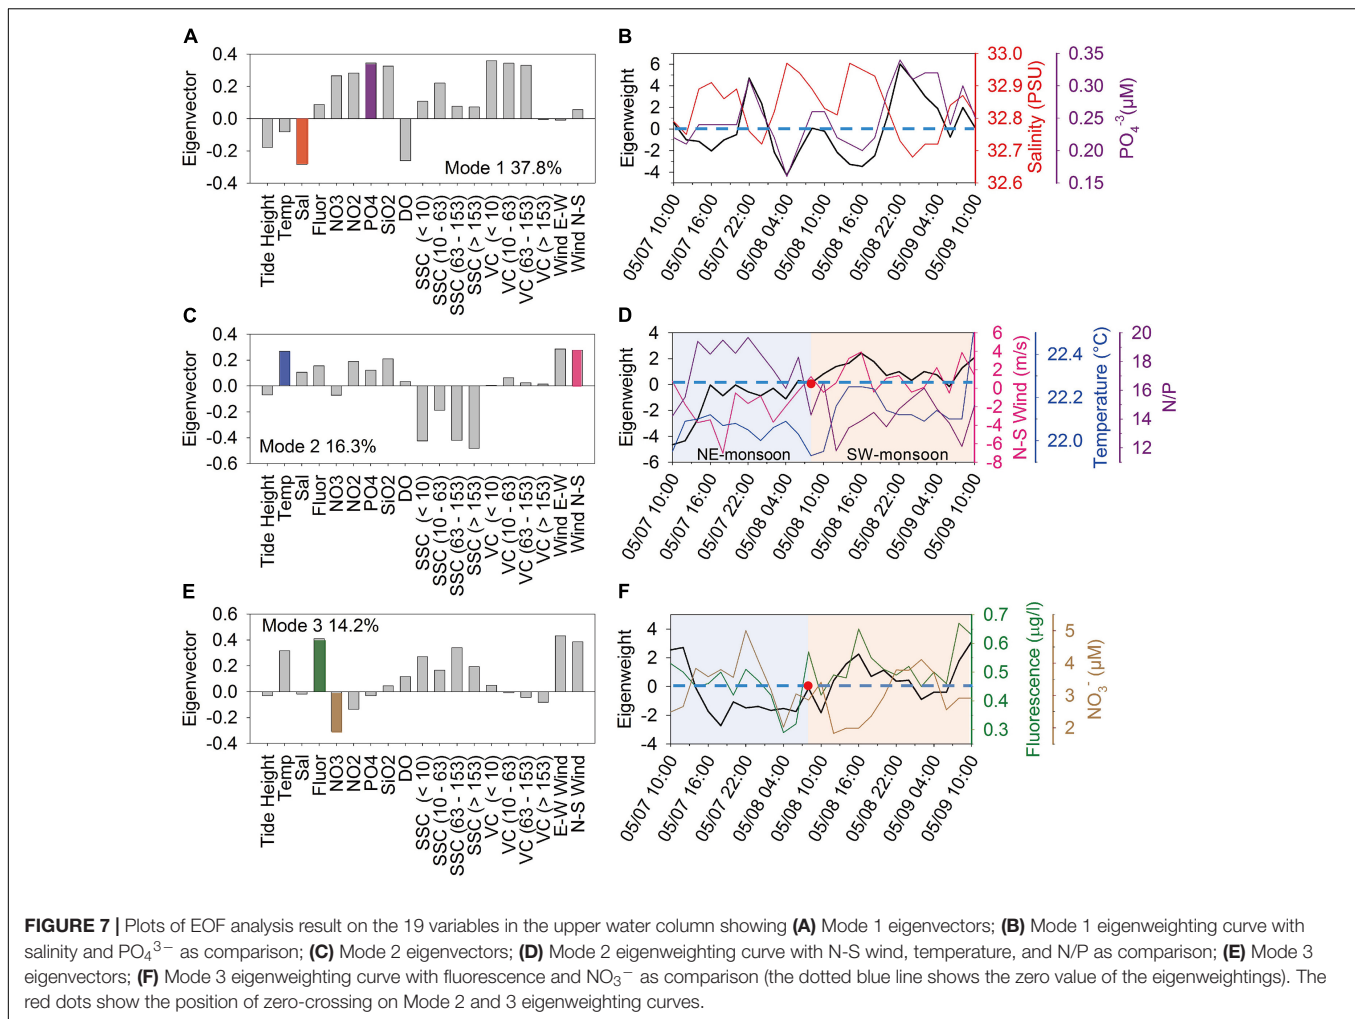 A
B
0.4
0.2
0.0
-0.2
-0.4
Eigenvector
Mode 1 37.8%
Tide Height
Temp
Sal
Fluor
NO3
NO2
PO4
SiO2
DO
SSC (< 10)
SSC (10 - 63)
SSC (63 - 153)
SSC (> 153)
VC (< 10)
VC (10 - 63)
VC (63 - 153)
VC (> 153)
Wind E-W
Wind N-S
6
4
2
0
-2
-4
Eigenweight
33.0
32.9
32.8
32.7
32.6
Salinity (PSU)
0.35
0.30
0.25
0.20
0.15
PO4-3(µM)
05/07 10:00
05/07 16:00
05/07 22:00
05/08 04:00
05/08 10:00
05/08 16:00
05/08 22:00
05/09 04:00
05/09 10:00
C
D
0.4
0.2
0.0
-0.2
-0.4
-0.6
Eigenvector
Mode 2 16.3%
Tide Height
Temp
Sal
Fluor
NO3
NO2
PO4
SiO2
DO
SSC (< 10)
SSC (10 - 63)
SSC (63 - 153)
SSC (> 153)
VC (< 10)
VC (10 - 63)
VC (63 - 153)
VC (> 153)
Wind E-W
Wind N-S
4
2
0
-2
-4
-6
Eigenweight
NE-monsoon
SW-monsoon
6
4
2
0
-2
-4
-6
-8
N-S Wind (m/s)
22.4
22.2
22.0
Temperature (°C)
20
18
16
14
12
N/P
05/07 10:00
05/07 16:00
05/07 22:00
05/08 04:00
05/08 10:00
05/08 16:00
05/08 22:00
05/09 04:00
05/09 10:00
E
F
0.6
0.4
0.2
0.0
-0.2
-0.4
Eigenvector
Mode 3 14.2%
Tide Height
Temp
Sal
Fluor
NO3
NO2
PO4
SiO2
DO
SSC (< 10)
SSC (10 - 63)
SSC (63 - 153)
SSC (> 153)
VC (< 10)
VC (10 - 63)
VC (63 - 153)
VC (> 153)
E-W Wind
N-S Wind
4
2
0
-2
-4
Eigenweight
0.7
0.6
0.5
0.4
0.3
Fluorescence (µg/l)
5
4
3
2
NO3- (µM)
05/07 10:00
05/07 16:00
05/07 22:00
05/08 04:00
05/08 10:00
05/08 16:00
05/08 22:00
05/09 04:00
05/09 10:00
FIGURE 7 | Plots of EOF analysis result on the 19 variables in the upper water column showing (A) Mode 1 eigenvectors; (B) Mode 1 eigenweighting curve with
salinity and PO4 3− as comparison; (C) Mode 2 eigenvectors; (D) Mode 2 eigenweighting curve with N-S wind, temperature, and N/P as comparison; (E) Mode 3
eigenvectors; (F) Mode 3 eigenweighting curve with fluorescence and NO3− as comparison (the dotted blue line shows the zero value of the eigenweightings). The
red dots show the position of zero-crossing on Mode 2 and 3 eigenweighting curves.